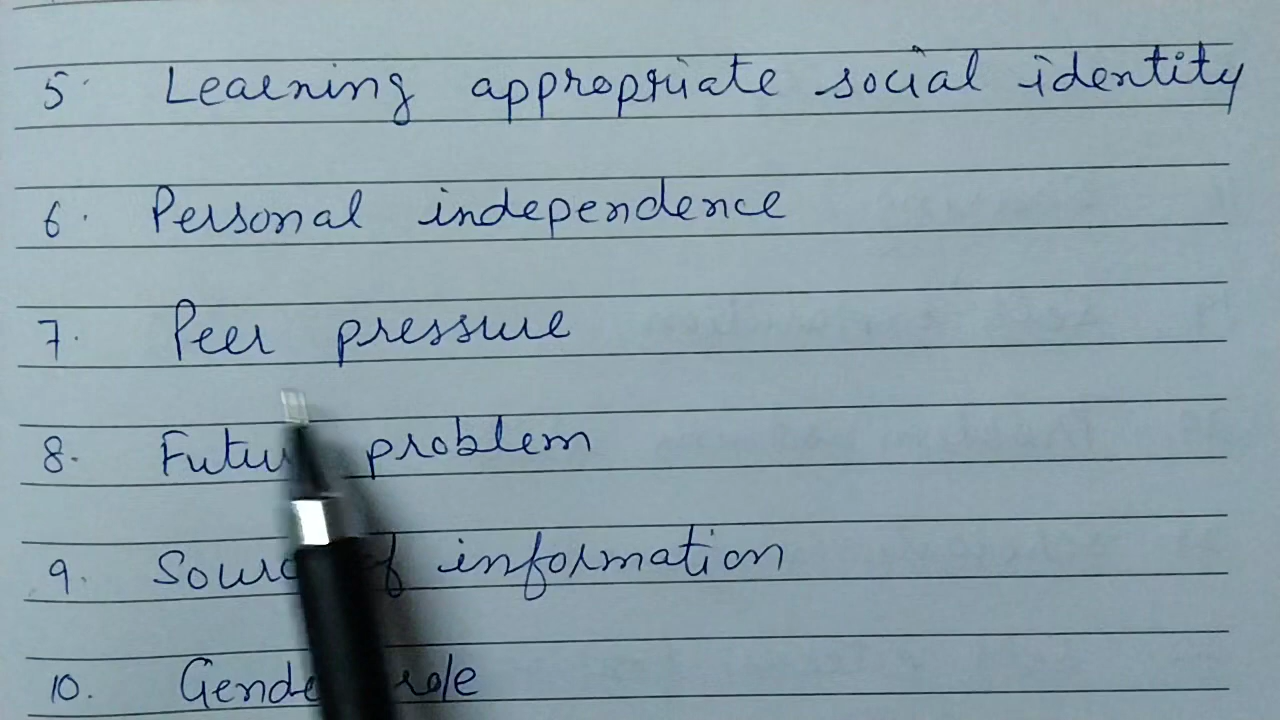 5. Learning appropriate social identity
6. Personal independence
7. Peer pressure
8. problem
9. information
10. role